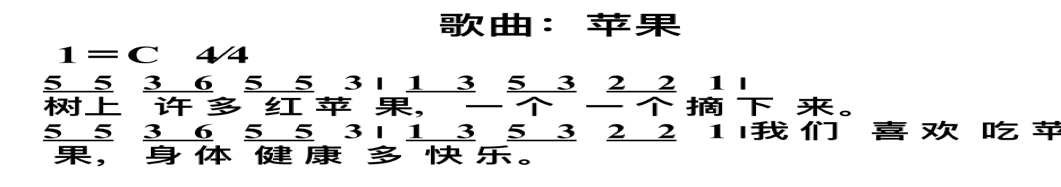 歌曲： 苹果
1＝C 4/4
5 5 3 6 5 5 3 | 1 3 5 3 2 2 1 |
树上 许 多 红 苹 果, 一 个 一 个 摘 下 来。
5 5 3 6 5 5 3 | 1 3 5 3 2 2 1 |我 们 喜 欢 吃 苹
果, 身 体 健 康 多 快 乐。